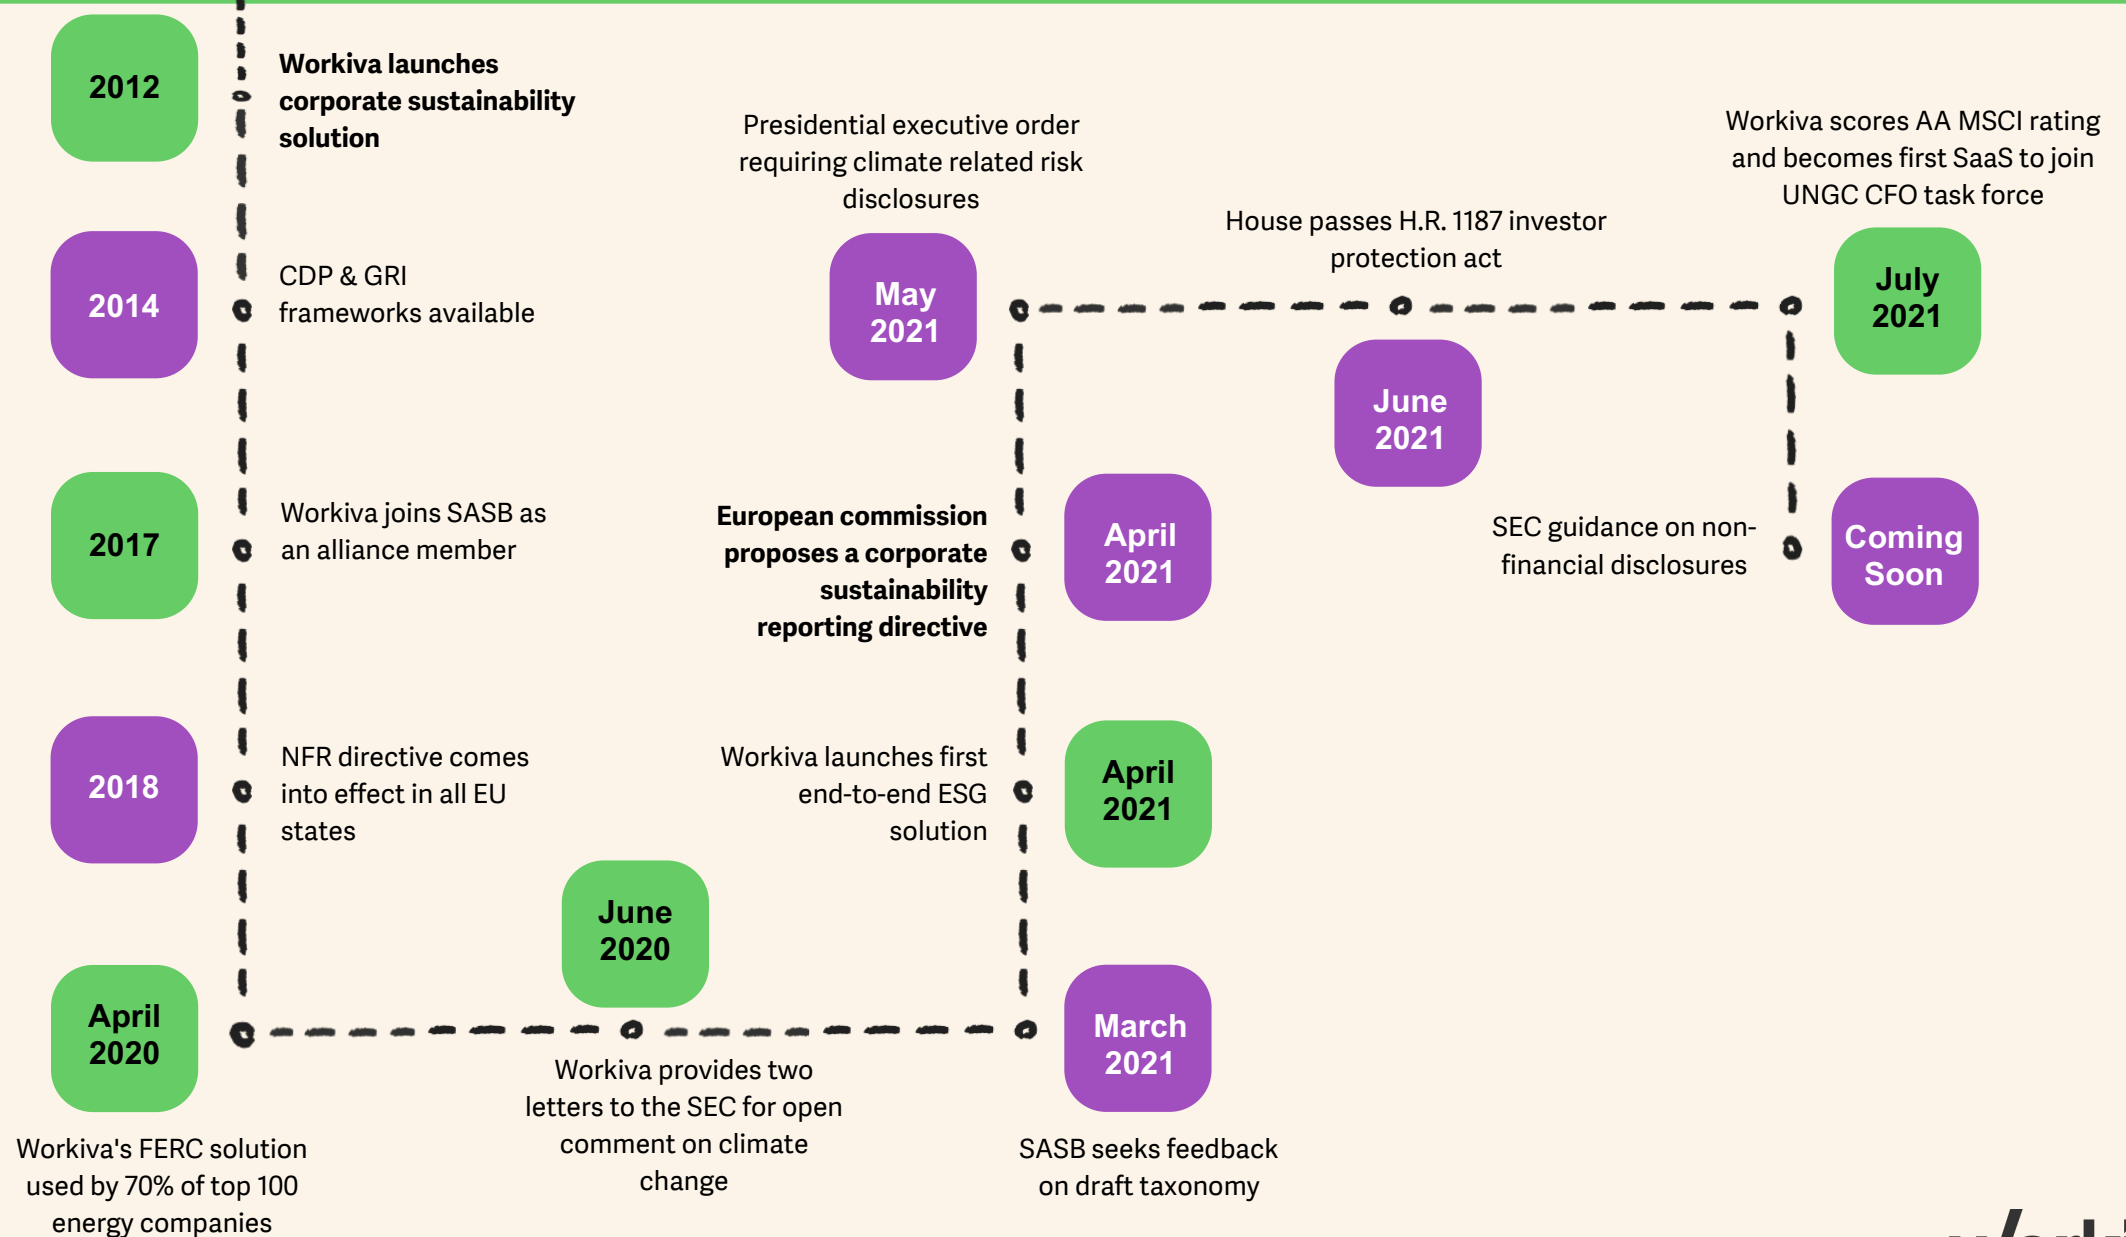 2012
Workiva launches
corporate sustainability
solution
2014
CDP & GRI
frameworks available
2017
Workiva joins SASB as
an alliance member
2018
NFR directive comes
into effect in all EU
states
April
2020
Workiva's FERC solution
used by 70% of top 100
energy companies
June
2020
Workiva provides two
letters to the SEC for open
comment on climate
change
March
2021
SASB seeks feedback
on draft taxonomy
Workiva launches first
end-to-end ESG
solution
April
2021
European commission
proposes a corporate
sustainability
reporting directive
April
2021
Presidential executive order
requiring climate related risk
disclosures
May
2021
House passes H.R. 1187 investor
protection act
June
2021
Workiva scores AA MSCI rating
and becomes first SaaS to join
UNGC CFO task force
July
2021
SEC guidance on non-
financial disclosures
Coming
Soon